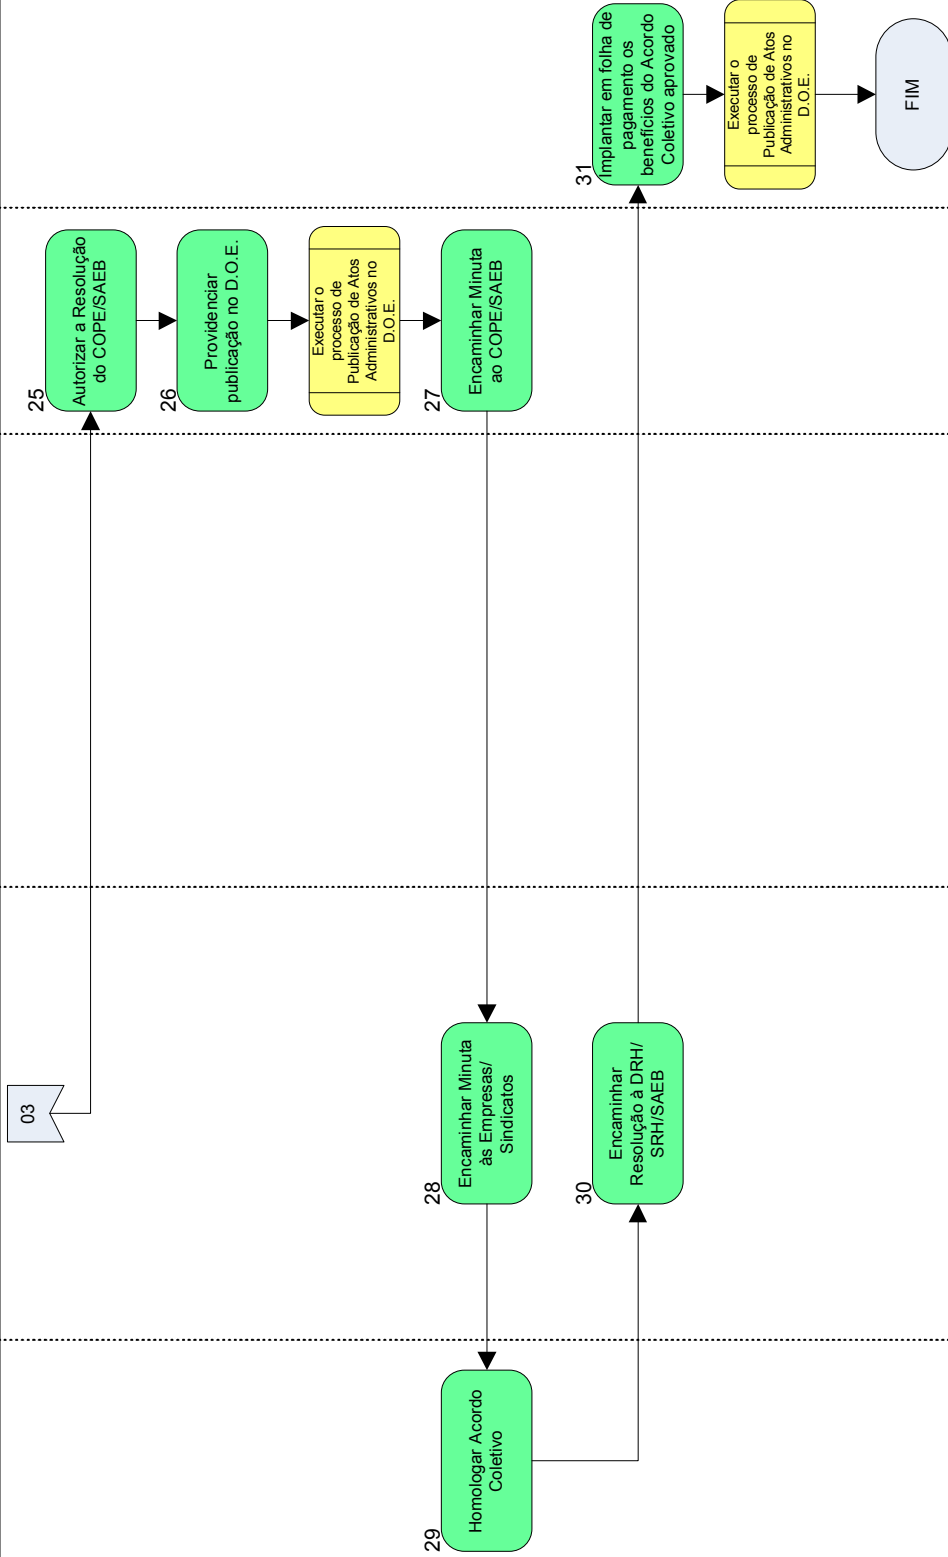 03
25
Autorizar a Resolução
do COPE/SAEB
26
Providenciar
publicação no D.O.E.
Executar o
processo de
Publicação de Atos
Administrativos no
D.O.E.
27
Encaminhar Minuta
ao COPE/SAEB
28
Encaminhar Minuta
às Empresas/
Sindicatos
29
Homologar Acordo
Coletivo
30
Encaminhar
Resolução à DRH/
SRH/SAEB
31
Implantar em folha de
pagamento os
benefícios do Acordo
Coletivo aprovado
Executar o
processo de
Publicação de Atos
Administrativos no
D.O.E.
FIM